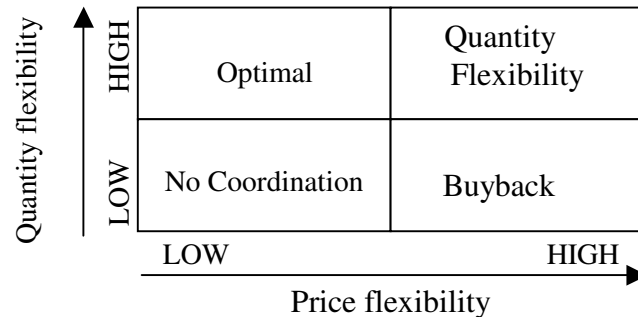 Quantity flexibility
HIGH
LOW
Optimal
Quantity
Flexibility
No Coordination
Buyback
LOW
HIGH
Price flexibility